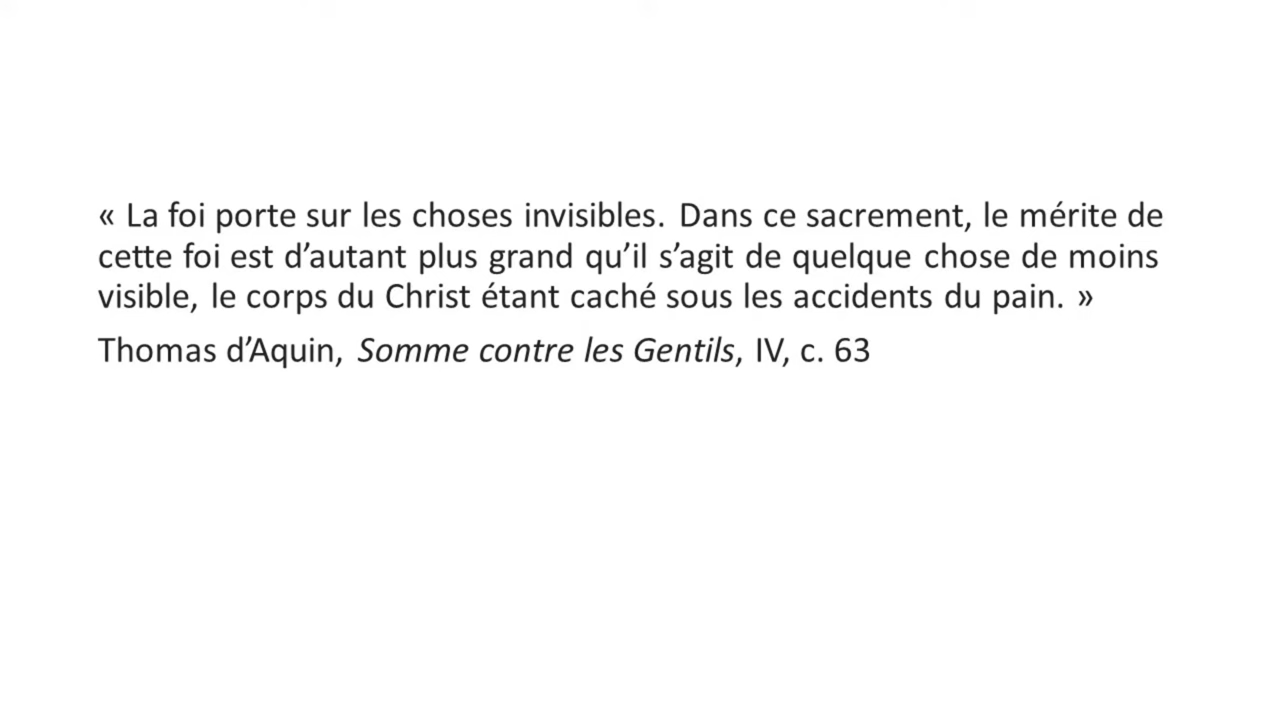 « La foi porte sur les choses invisibles. Dans ce sacrement, le mérite de
cette foi est d’autant plus grand qu’il s’agit de quelque chose de moins
visible, le corps du Christ étant caché sous les accidents du pain. »
Thomas d’Aquin, Somme contre les Gentils, IV, c. 63